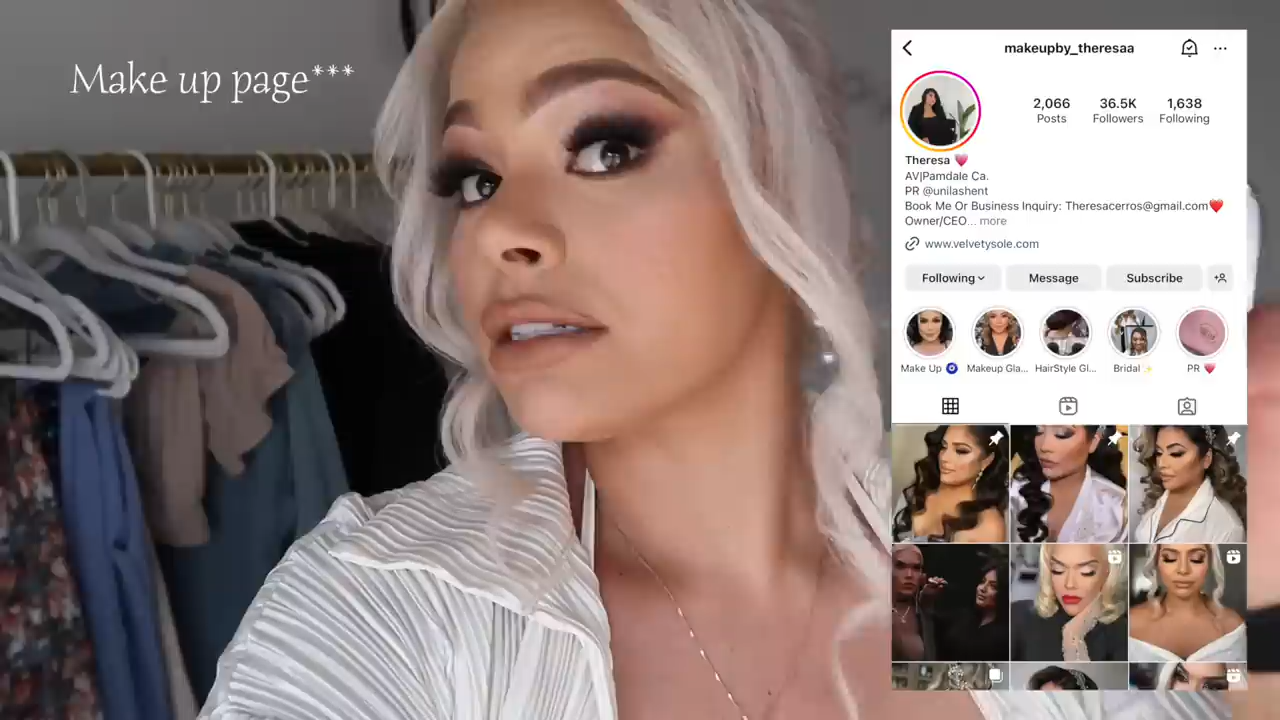 Make up page***
makeupby_theresaa
2,066 36.5K 1,638
Posts Followers Following
Theresa 💗
AV|Pamdale Ca.
PR @unilashent
Book Me Or Business Inquiry: Theresacerros@gmail.com❤️
Owner/CEO... more
www.velvetysole.com
Following Message Subscribe
Make Up 🧿 Makeup Gla... HairStyle Gl... Bridal ✨ PR 💗